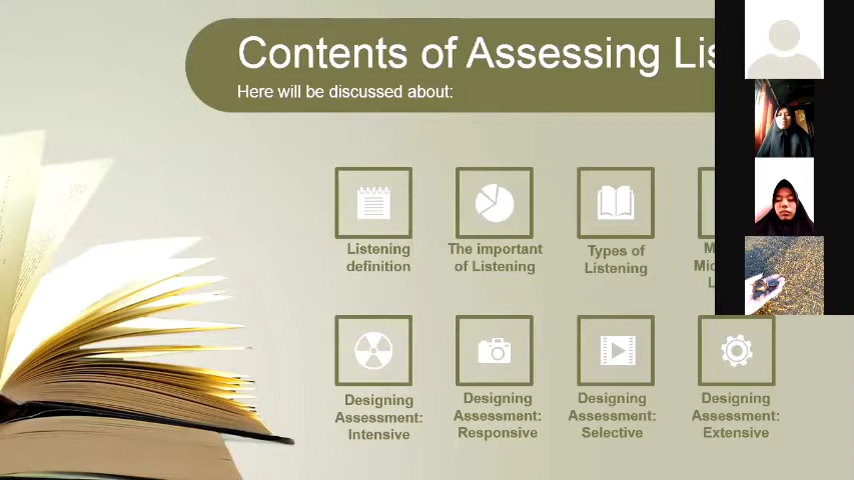 Contents of Assessing Lis
Here will be discussed about:
Listening
definition
The important
of Listening
Types of
Listening
M
Mic
L
Designing
Assessment:
Intensive
Designing
Assessment:
Responsive
Designing
Assessment:
Selective
Designing
Assessment:
Extensive